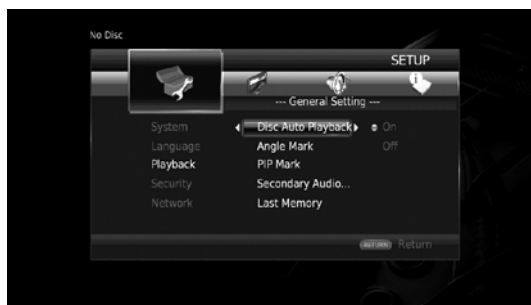 No Disc
SETUP
--- General Setting ---
System Disc Auto Playback On
Language Angle Mark Off
Playback PIP Mark
Security Secondary Audio...
Network Last Memory
RETURN Return